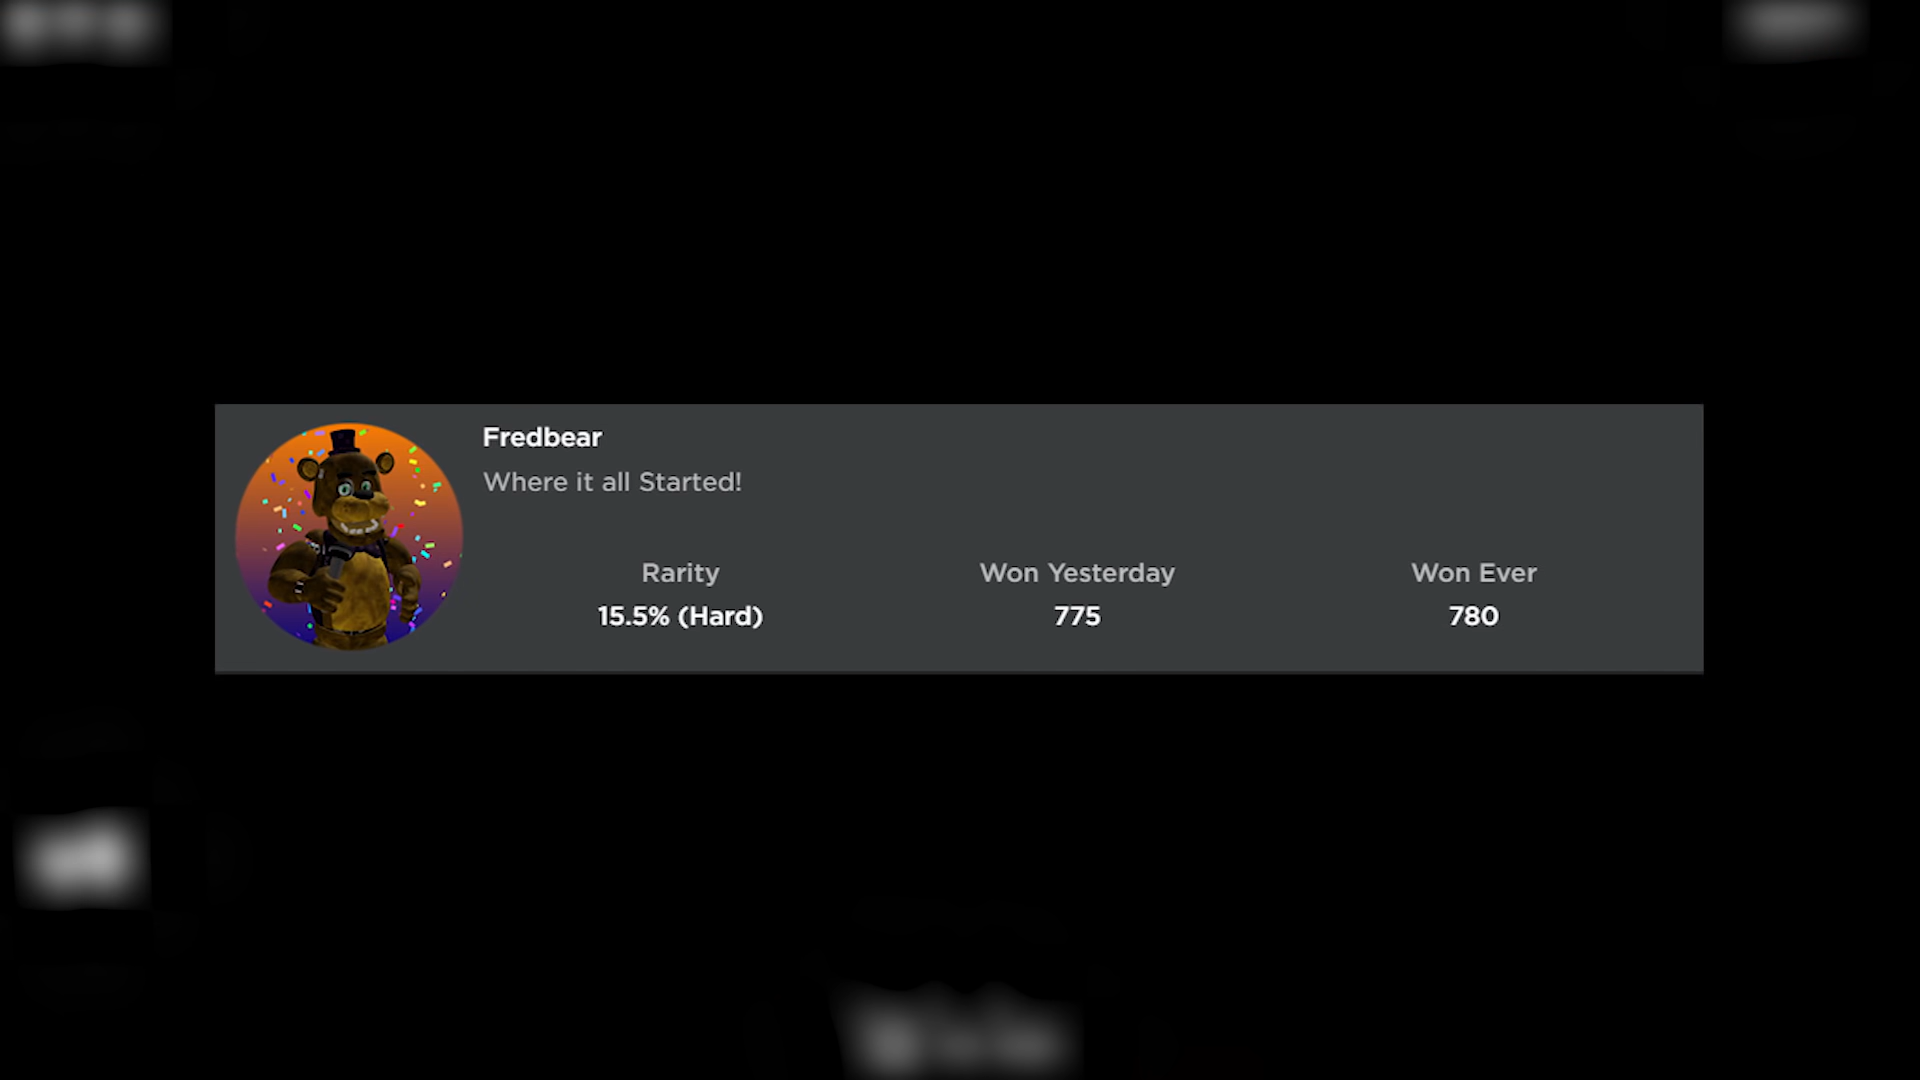 Fredbear
Where it all Started!
Rarity
Won Yesterday
Won Ever
15.5% (Hard)
775
780